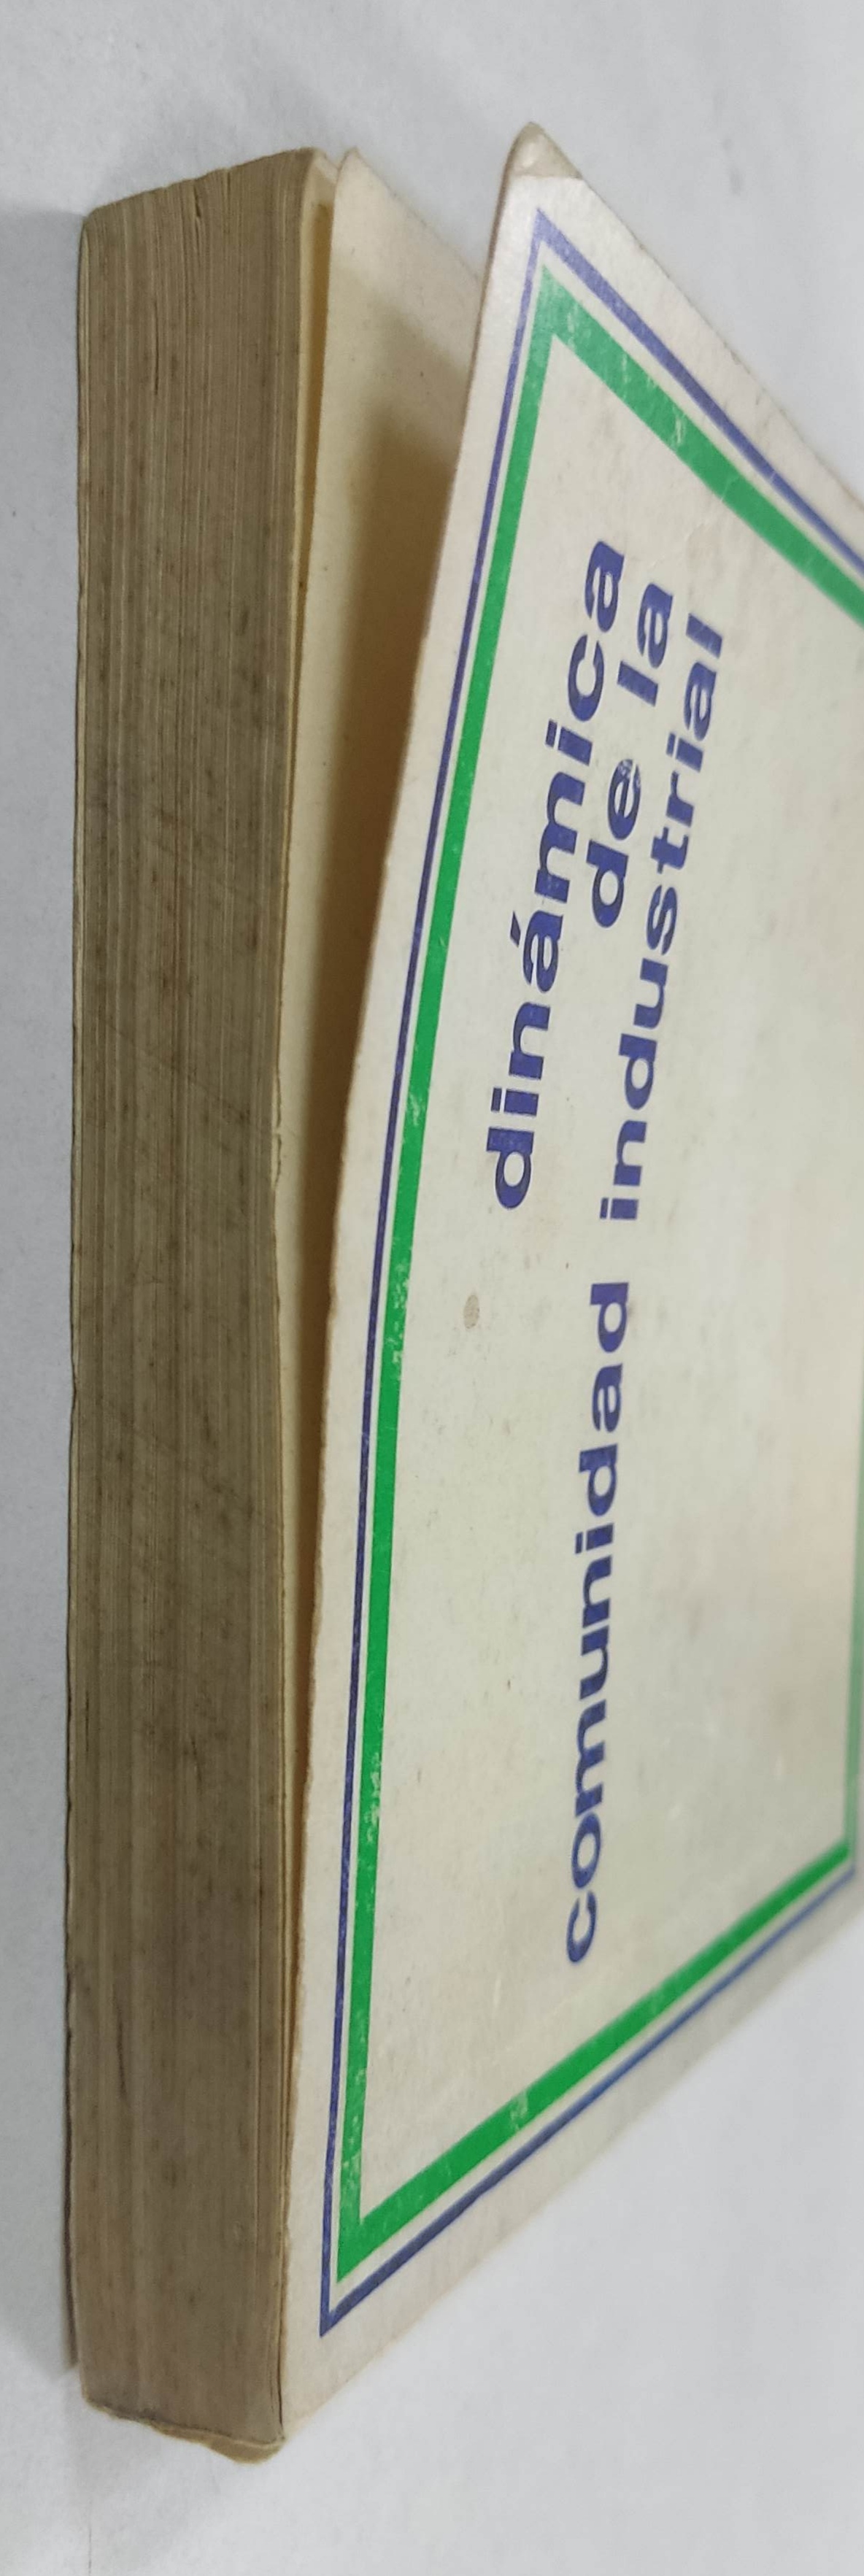 dinámica
de la
comunidad industrial